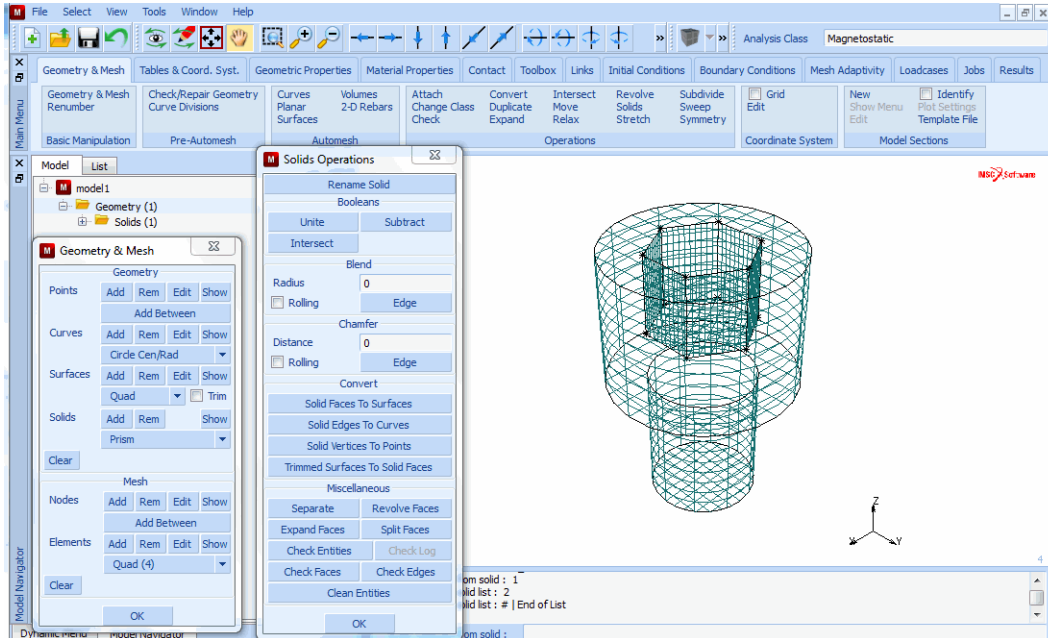 File Select View Tools Window Help
» » Analysis Class Magnetostatic
Geometry & Mesh Tables & Coord. Syst. Geometric Properties Material Properties Contact Toolbox Links Initial Conditions Boundary Conditions Mesh Adaptivity Loadcases Jobs Results
Main Menu
Geometry & Mesh Check/Repair Geometry Curves Volumes Attach Convert Intersect Revolve Subdivide Grid New Identify
Renumber Curve Divisions Planar 2-D Rebars Change Class Duplicate Move Solids Sweep Edit Show Menu Plot Settings
Surfaces Check Expand Relax Stretch Symmetry Edit Template File
Basic Manipulation Pre-Automesh Automesh Operations Coordinate System Model Sections
Model List
model1
Geometry (1)
Solids (1)
Geometry & Mesh
Geometry
Points Add Rem Edit Show
Add Between
Curves Add Rem Edit Show
Circle Cen/Rad
Surfaces Add Rem Edit Show
Quad Trim
Solids Add Rem Show
Prism
Clear
Mesh
Nodes Add Rem Edit Show
Add Between
Elements Add Rem Edit Show
Quad (4)
Clear
OK
Solids Operations
Rename Solid
Booleans
Unite Subtract
Intersect
Blend
Radius 0
Rolling Edge
Chamfer
Distance 0
Rolling Edge
Convert
Solid Faces To Surfaces
Solid Edges To Curves
Solid Vertices To Points
Trimmed Surfaces To Solid Faces
Miscellaneous
Separate Revolve Faces
Expand Faces Split Faces
Check Entities Check Log
Check Faces Check Edges
Clean Entities
OK
MSC Software
Z
X Y
4
om solid : 1
olid list : 2
olid list : # | End of List
om solid :
Model Navigator
Dynamic Menu Model Navigator